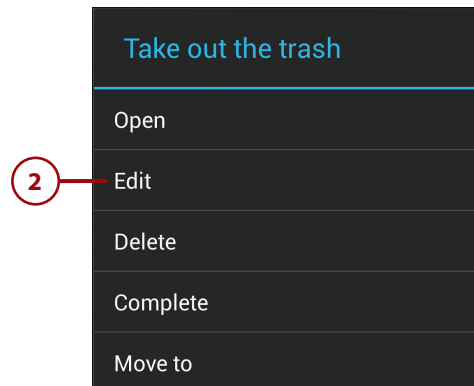 Take out the trash
Open
2
Edit
Delete
Complete
Move to